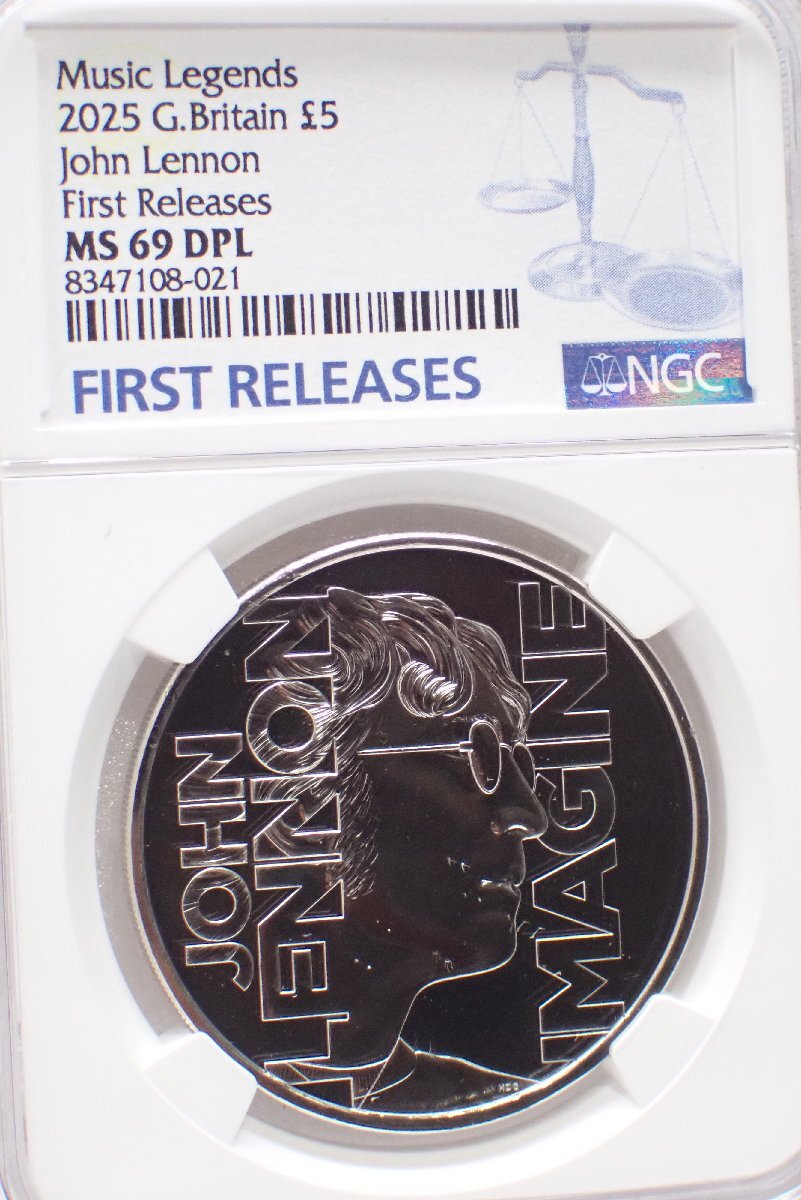 Music Legends
2025 G.Britain £5
John Lennon
First Releases
MS 69 DPL
8347108-021
FIRST RELEASES
NGC
JOHN
LENNON
IMAGINE